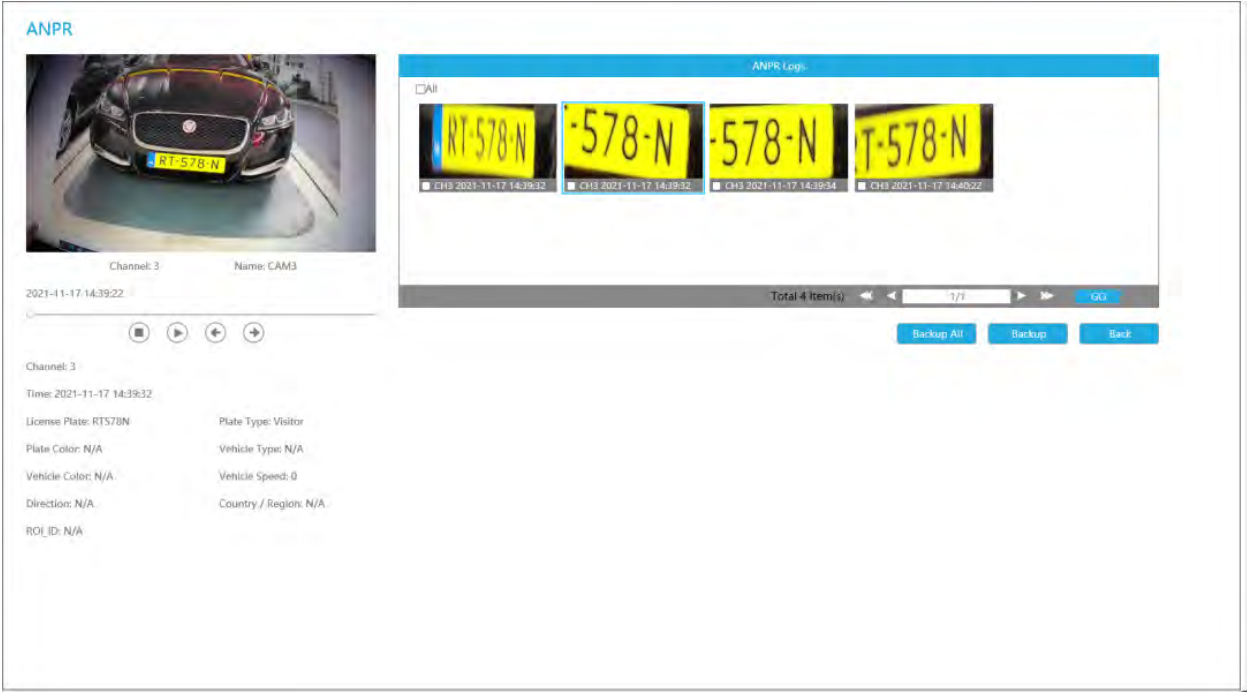 ANPR
RT-578-N
Channel: 3 Name: CAM3
2021-11-17 14:39:22
Channel: 3
Time: 2021-11-17 14:39:32
License Plate: RT578N Plate Type: Visitor
Plate Color: N/A Vehicle Type: N/A
Vehicle Color: N/A Vehicle Speed: 0
Direction: N/A Country / Region: N/A
ROI_ID: N/A
ANPR Logs
All
RT-578-N -578-N -578-N T-578-N
CH3 2021-11-17 14:39:32 CH3 2021-11-17 14:39:32 CH3 2021-11-17 14:39:34 CH3 2021-11-17 14:40:22
Total 4 Item(s) 1/1 GO
Backup All Backup Back